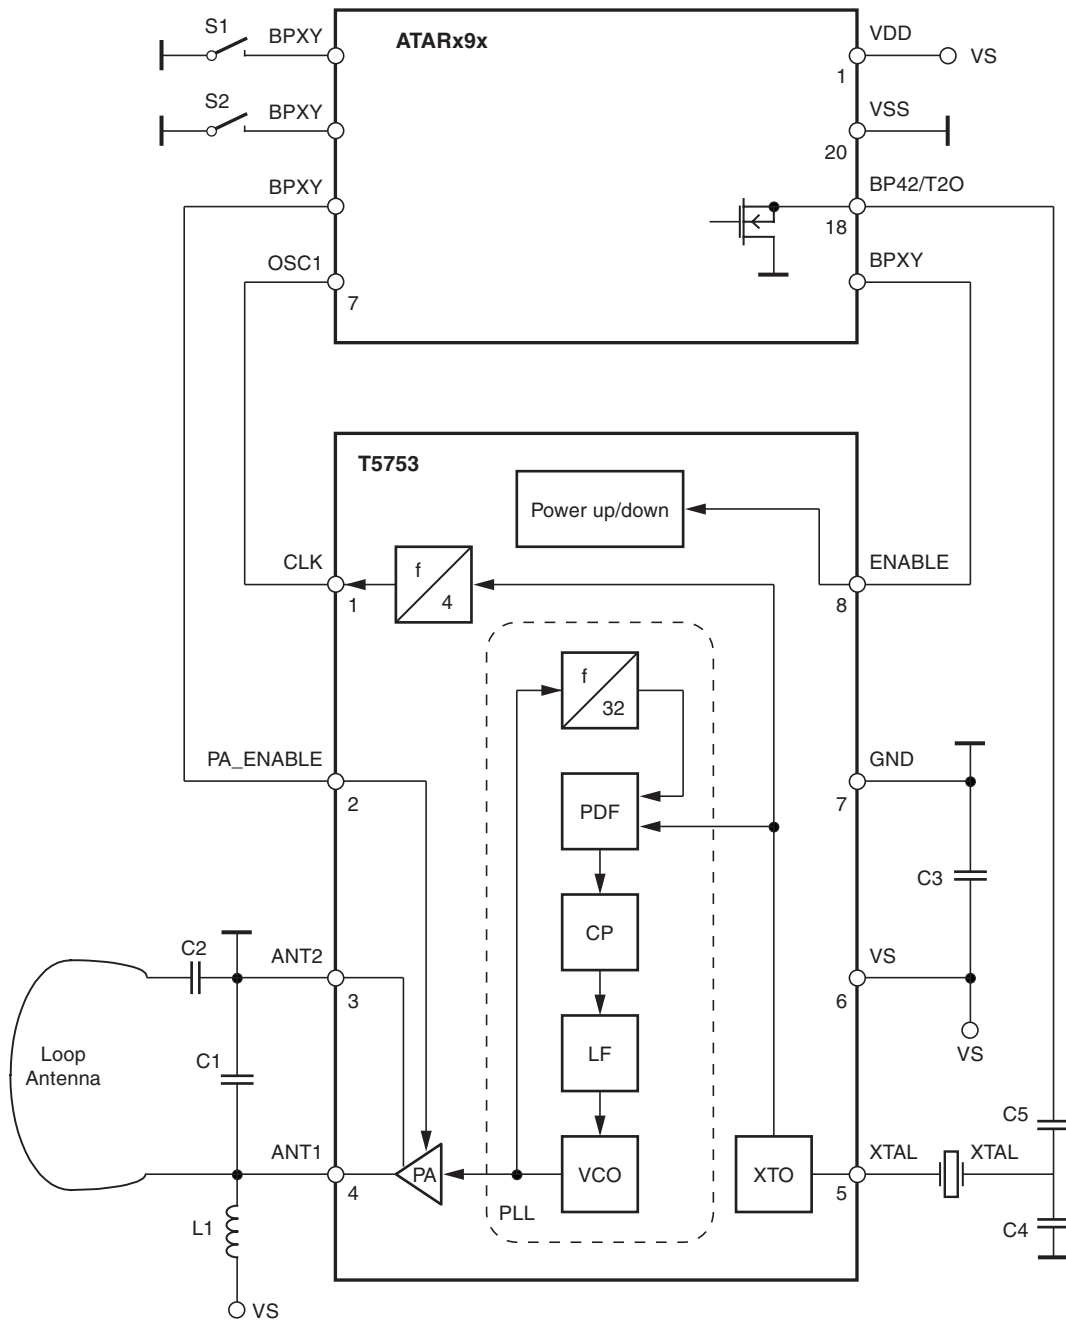 S1
BPXY
ATARx9x
VDD
1
VS
S2
BPXY
VSS
20
BPXY
BP42/T2O
18
OSC1
7
BPXY
T5753
Power up/down
CLK
1
f
4
ENABLE
8
f
32
PA_ENABLE
2
GND
7
PDF
C3
CP
C2
ANT2
3
VS
6
VS
Loop
Antenna
C1
LF
C5
ANT1
4
PA
VCO
XTO
XTAL
5
XTAL
PLL
L1
C4
VS